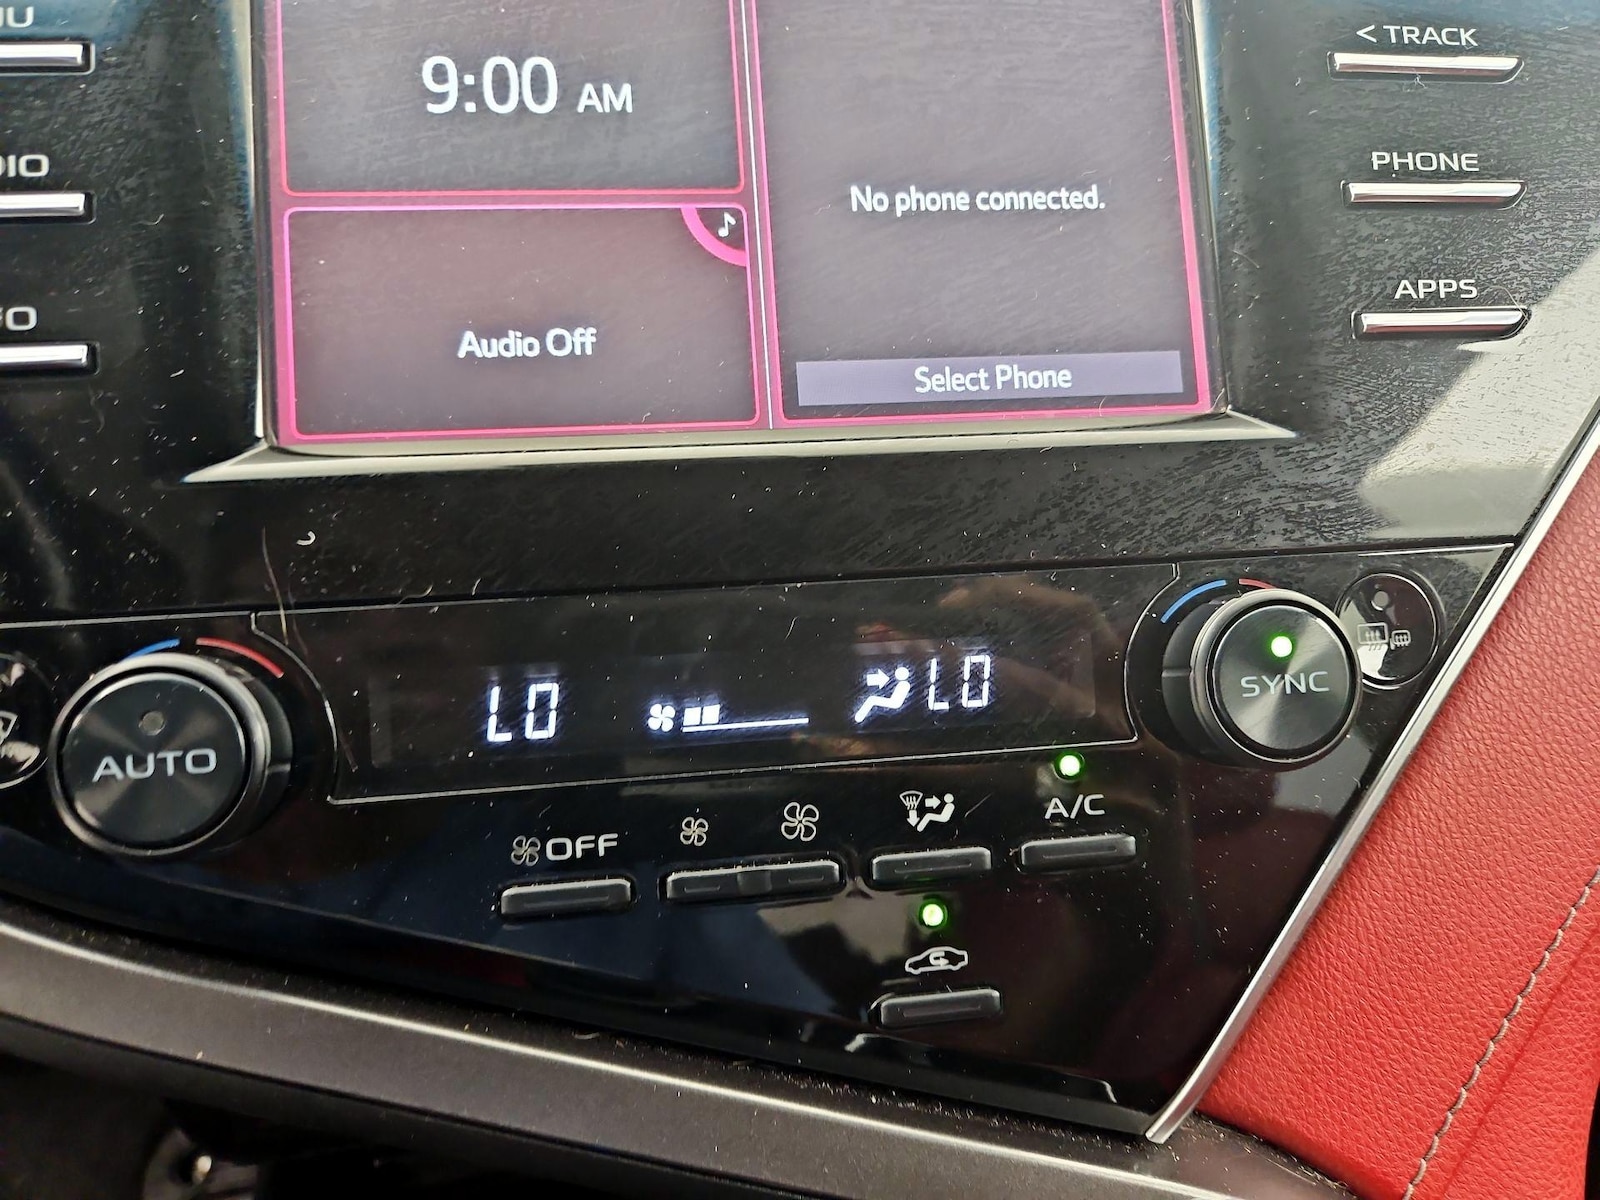 9:00 AM
< TRACK
No phone connected.
PHONE
Audio Off
Select Phone
APPS
LO
LO
SYNC
AUTO
OFF
A/C